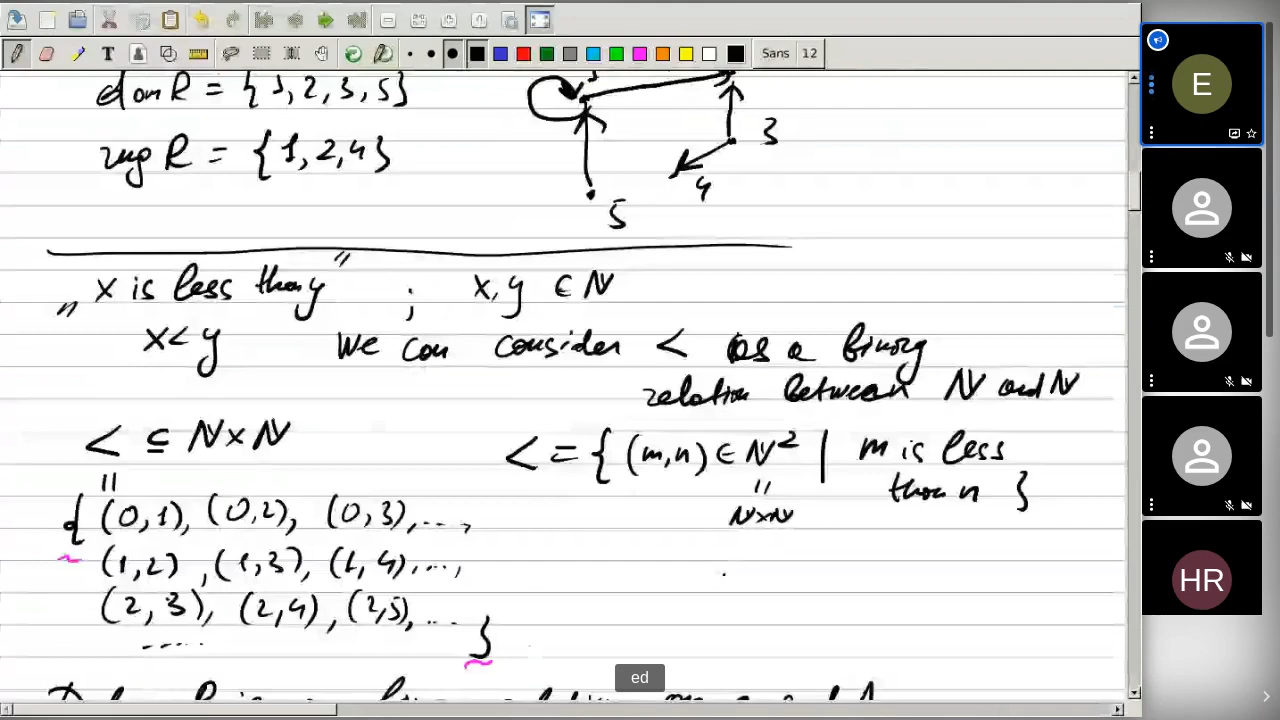 Sans 12
dom R = {1, 2, 3, 5}
rng R = {1, 2, 4}
3
4
5
„x is less than y” ; x, y ∈ N
x < y We can consider < as a binary
relation between N and N
< ⊆ N×N < = { (m,n) ∈ N² | m is less
than n }
=
N×N
{ (0,1), (0,2), (0,3), ...,
(1,2), (1,3), (1,4), ...,
(2,3), (2,4), (2,5), ...
..... }
ed
E
HR